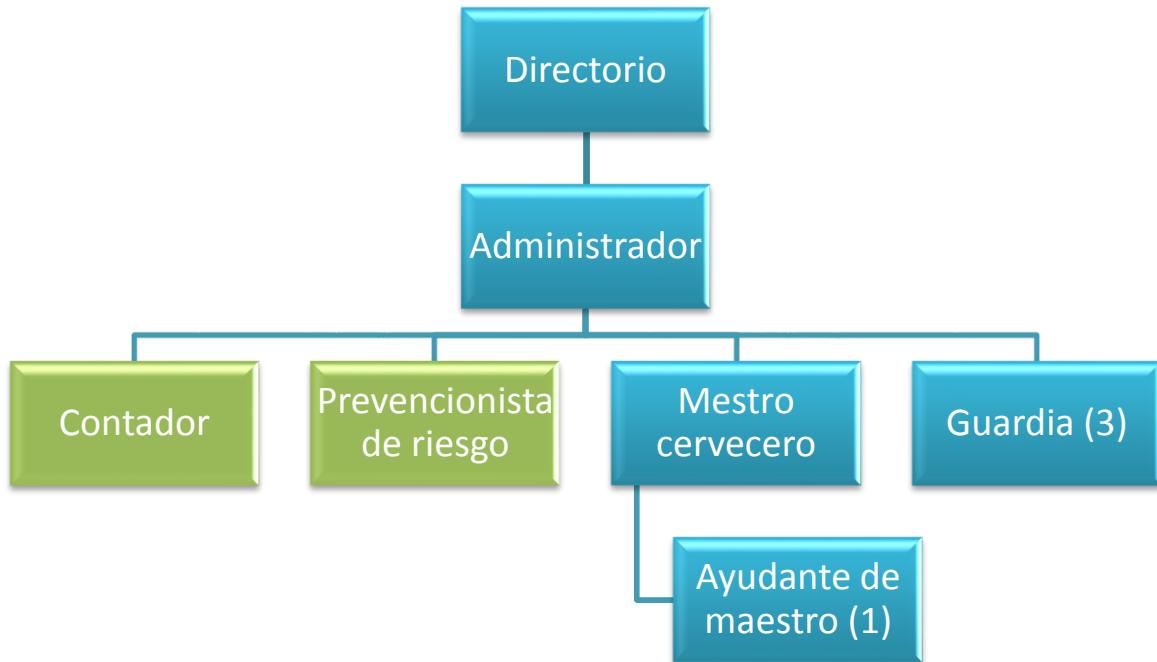 Directorio
Administrador
Contador
Prevencionista
de riesgo
Mestro
cervecero
Guardia (3)
Ayudante de
maestro (1)